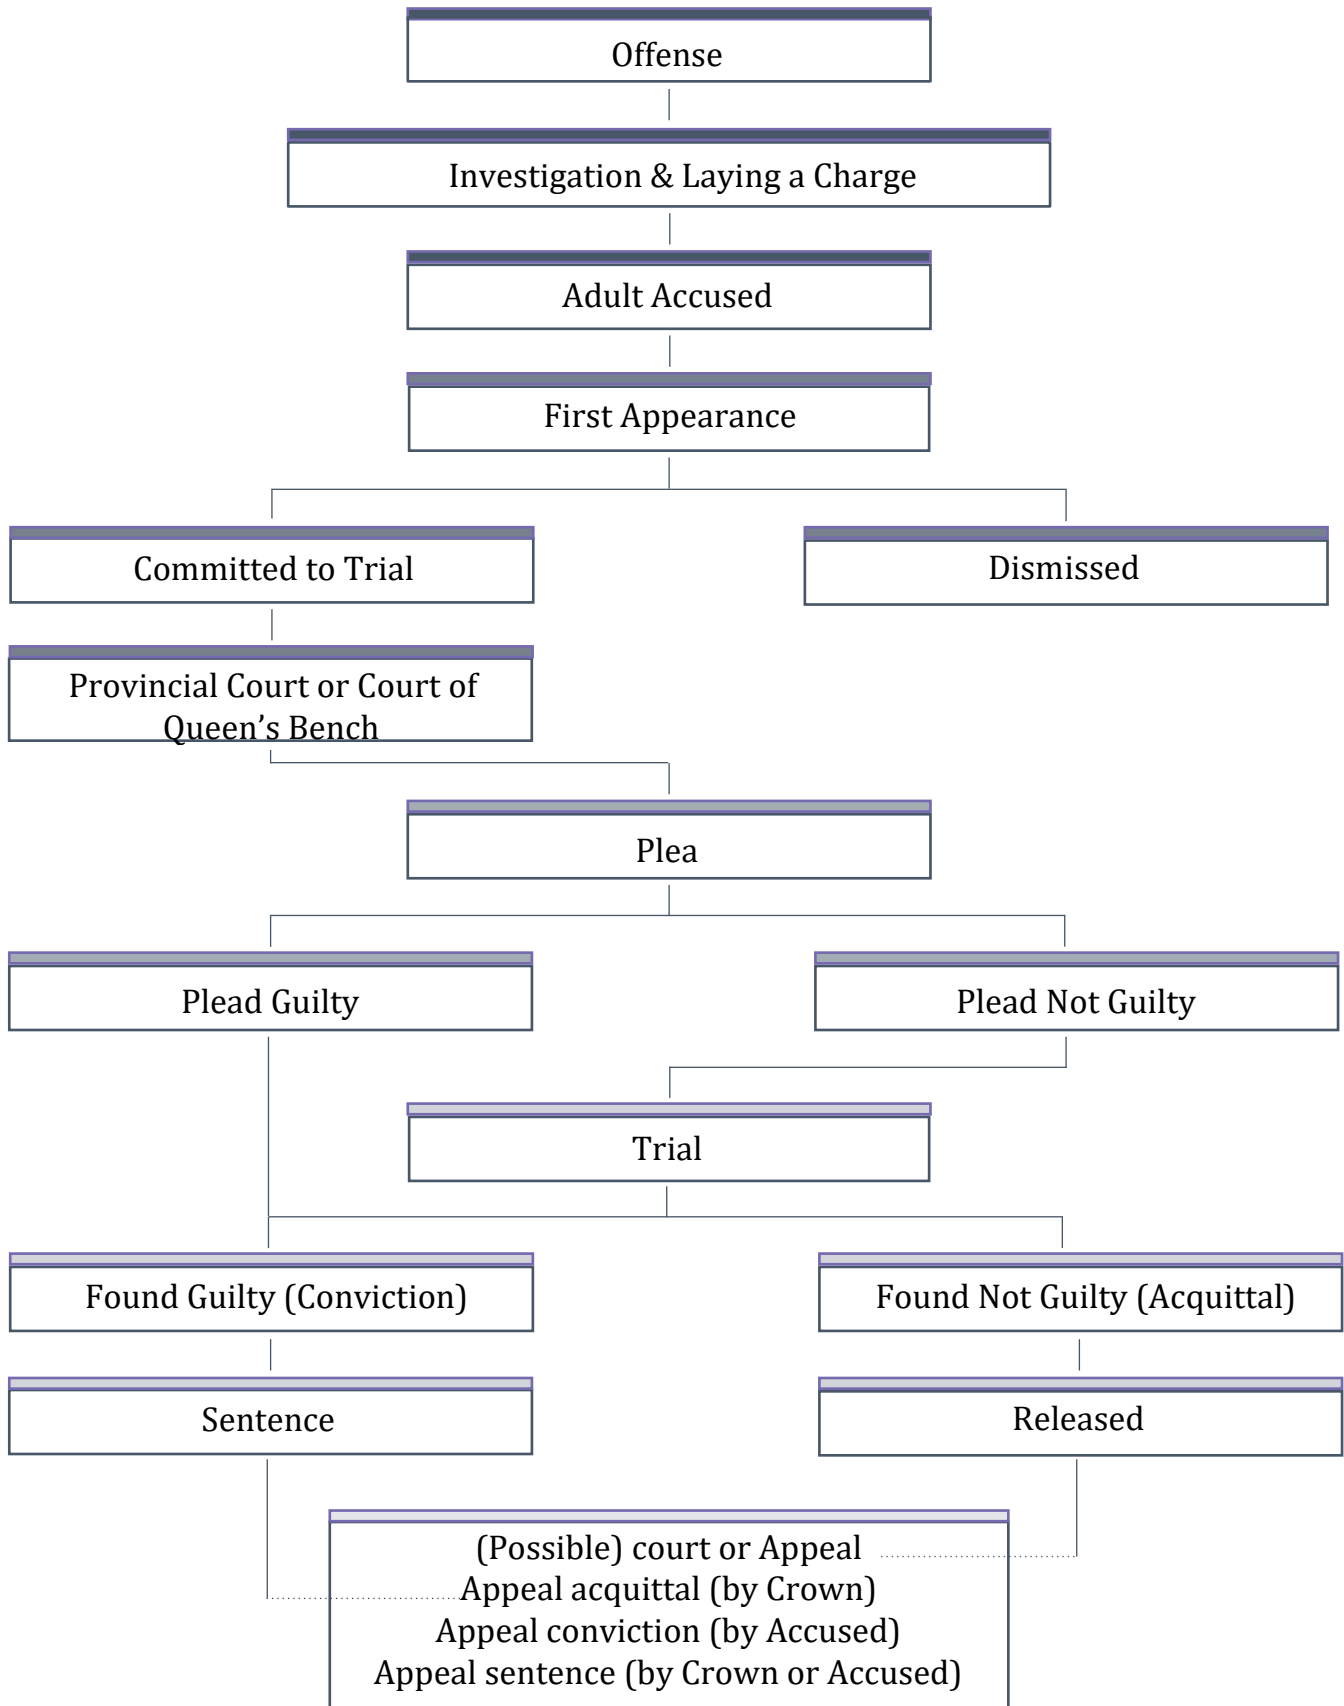 Offense
Investigation & Laying a Charge
Adult Accused
First Appearance
Committed to Trial
Dismissed
Provincial Court or Court of
Queen’s Bench
Plea
Plead Guilty
Plead Not Guilty
Trial
Found Guilty (Conviction)
Found Not Guilty (Acquittal)
Sentence
Released
(Possible) court or Appeal
Appeal acquittal (by Crown)
Appeal conviction (by Accused)
Appeal sentence (by Crown or Accused)